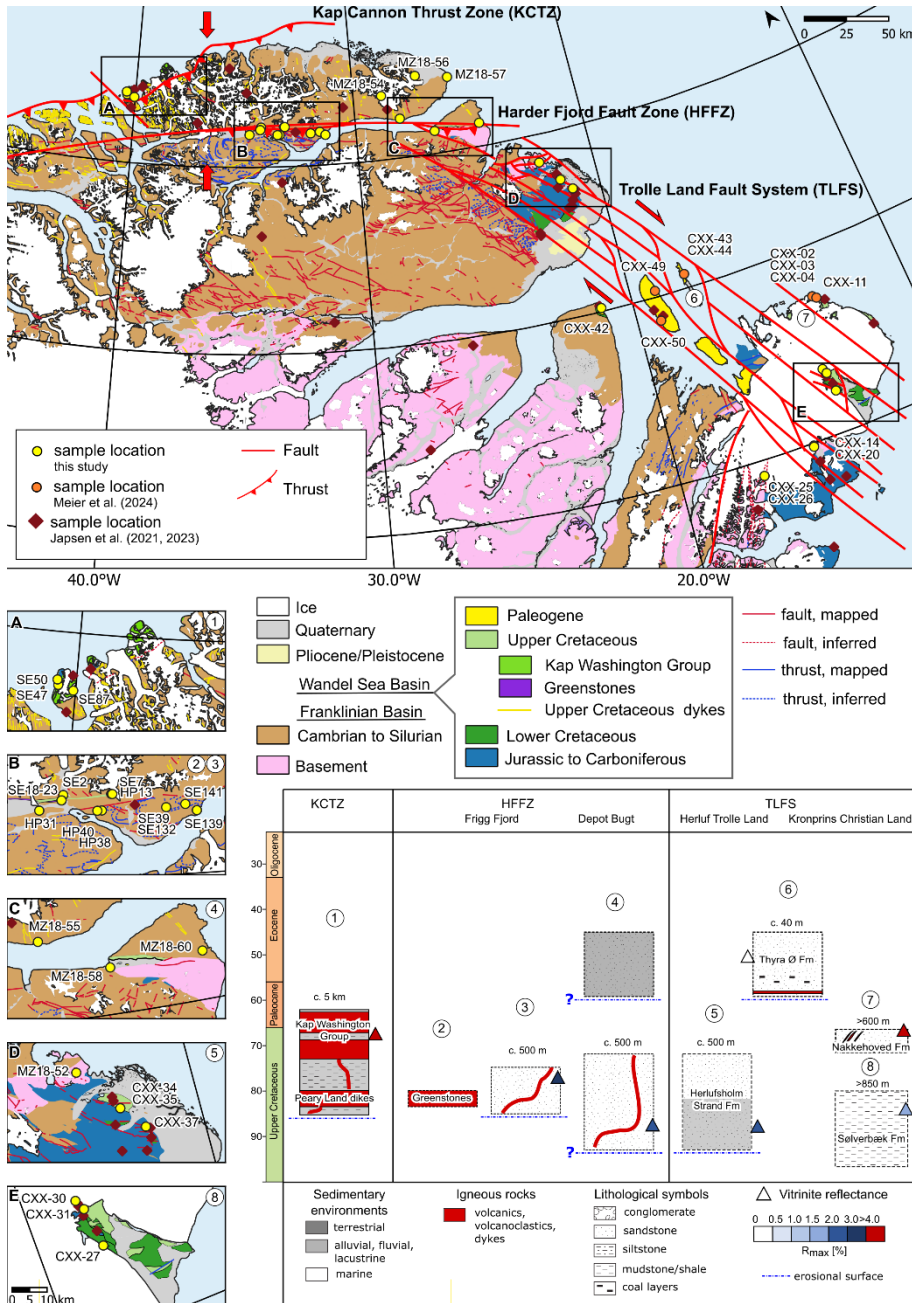 Kap Cannon Thrust Zone (KCTZ)
0 25 50 km
MZ18-56
MZ18-54
MZ18-57
A
Harder Fjord Fault Zone (HFFZ)
B
C
D
Trolle Land Fault System (TLFS)
CXX-43
CXX-44
CXX-02
CXX-03
CXX-04
CXX-11
CXX-49
6
7
CXX-42
CXX-50
E
CXX-14
CXX-20
CXX-25
CXX-26
sample location
this study
sample location
Meier et al. (2024)
sample location
Japsen et al. (2021, 2023)
Fault
Thrust
40.0°W 30.0°W 20.0°W
A 1
SE50
SE47
SE87
B 2 3
SE18-23
SE2
SE7
HP13
SE141
HP31
HP40
HP38
SE39
SE132
SE139
C 4
MZ18-55
MZ18-60
MZ18-58
D 5
MZ18-52
CXX-34
CXX-35
CXX-37
E 8
CXX-30
CXX-31
CXX-27
0 5 10 km
Ice
Quaternary
Pliocene/Pleistocene
Wandel Sea Basin
Franklinian Basin
Cambrian to Silurian
Basement
Paleogene
Upper Cretaceous
Kap Washington Group
Greenstones
Upper Cretaceous dykes
Lower Cretaceous
Jurassic to Carboniferous
fault, mapped
fault, inferred
thrust, mapped
thrust, inferred
KCTZ HFFZ TLFS
Frigg Fjord Depot Bugt Herluf Trolle Land Kronprins Christian Land
Oligocene
Eocene
Paleocene
Upper Cretaceous
30
40
50
60
70
80
90
1
c. 5 km
Kap Washington
Group
Peary Land dikes
2
Greenstones
3
c. 500 m
4
?
c. 500 m
?
5
c. 500 m
Herlufsholm
Strand Fm
6
c. 40 m
Thyra Ø Fm
7
>600 m
Nakkehoved Fm
8
>850 m
Sølverbæk Fm
Sedimentary
environments
terrestrial
alluvial, fluvial,
lacustrine
marine
Igneous rocks
volcanics,
volcanoclastics,
dykes
Lithological symbols
conglomerate
sandstone
siltstone
mudstone/shale
coal layers
Vitrinite reflectance
0 0.5 1.0 1.5 2.0 3.0 >4.0
Rmax [%]
erosional surface